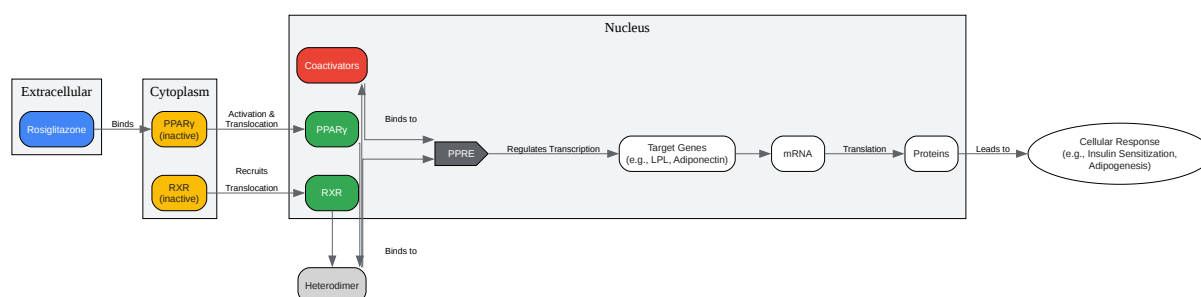 Nucleus
Coactivators
Extracellular
Cytoplasm
Rosiglitazone
Binds
PPARγ
(inactive)
Activation &
Translocation
PPARγ
Binds to
PPRE
Regulates Transcription
Target Genes
(e.g., LPL, Adiponectin)
mRNA
Translation
Proteins
Leads to
Cellular Response
(e.g., Insulin Sensitization,
Adipogenesis)
RXR
(inactive)
Recruits
Translocation
RXR
Binds to
Heterodimer